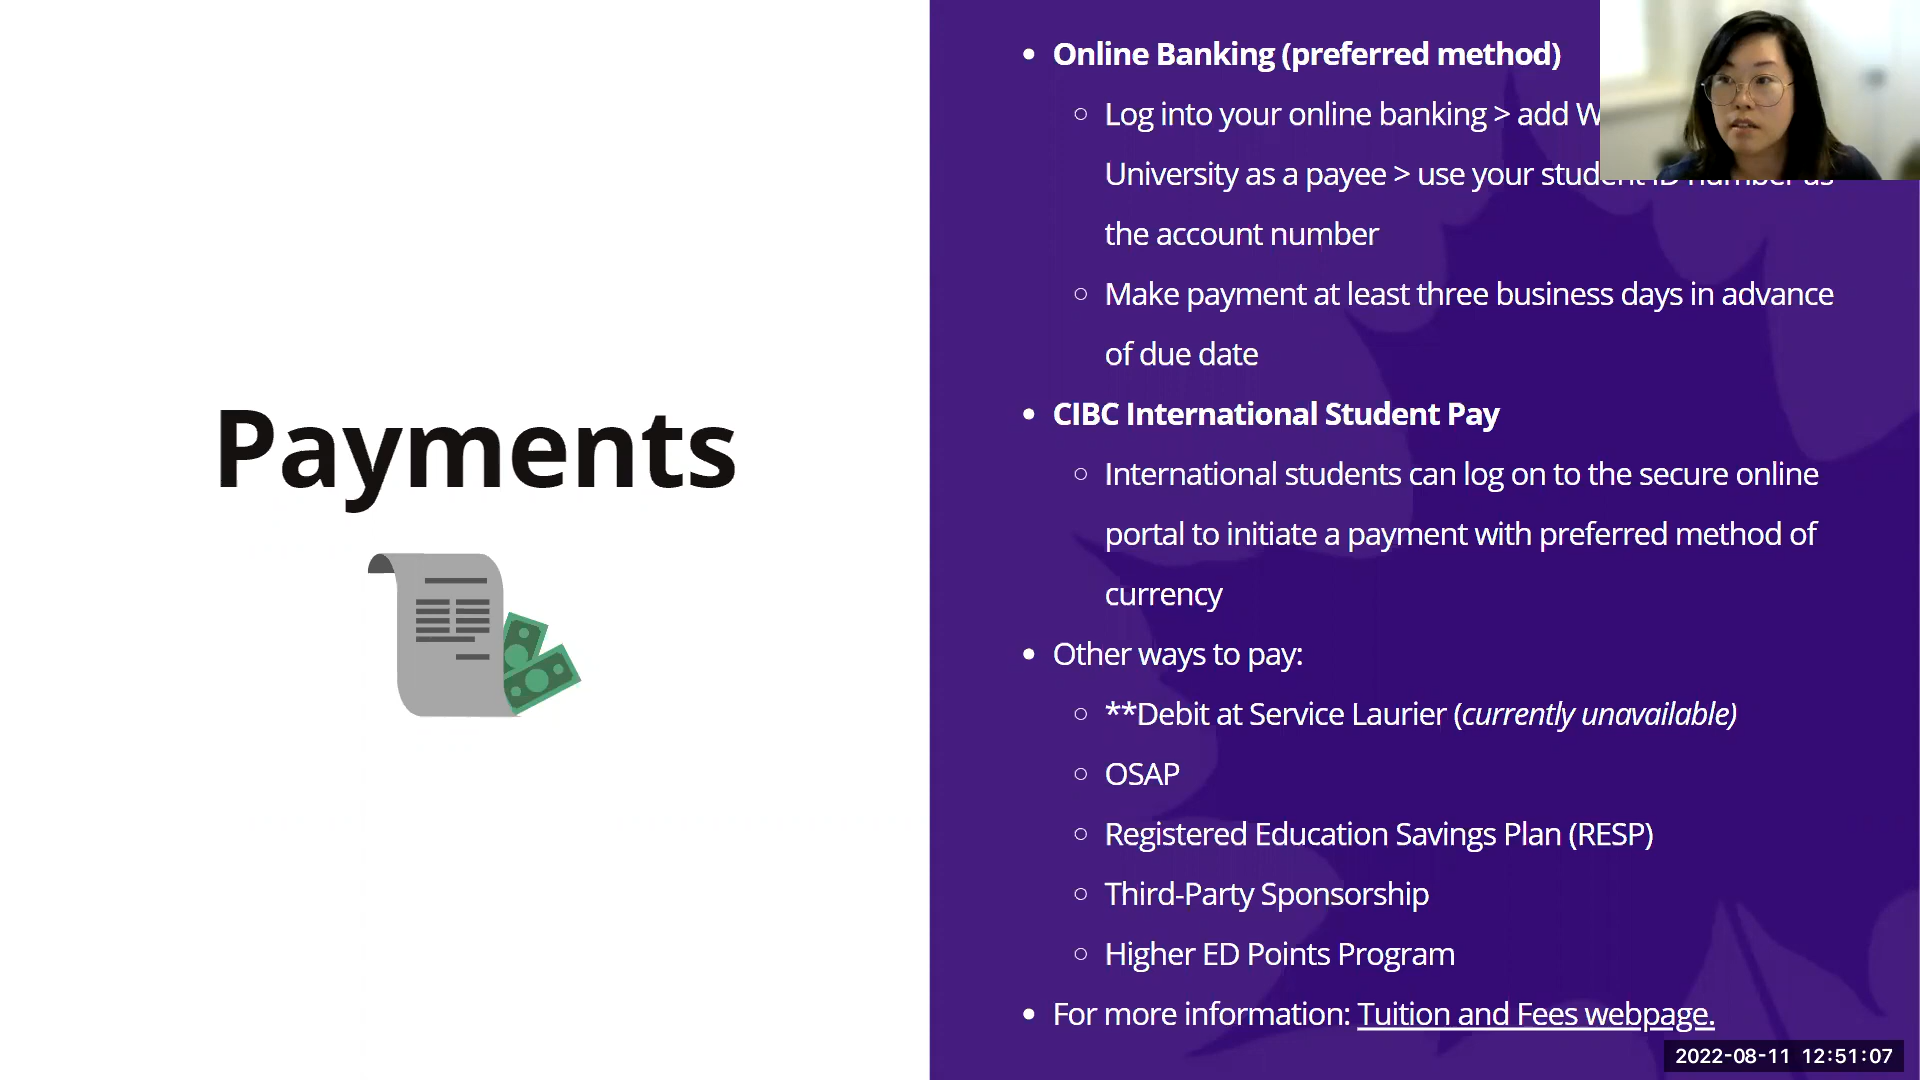 Payments
Online Banking (preferred method)
Log into your online banking > add
University as a payee > use your student ID number as
the account number
Make payment at least three business days in advance
of due date
CIBC International Student Pay
International students can log on to the secure online
portal to initiate a payment with preferred method of
currency
Other ways to pay:
**Debit at Service Laurier (currently unavailable)
OSAP
Registered Education Savings Plan (RESP)
Third-Party Sponsorship
Higher ED Points Program
For more information: Tuition and Fees webpage.
2022-08-11 12:51:07